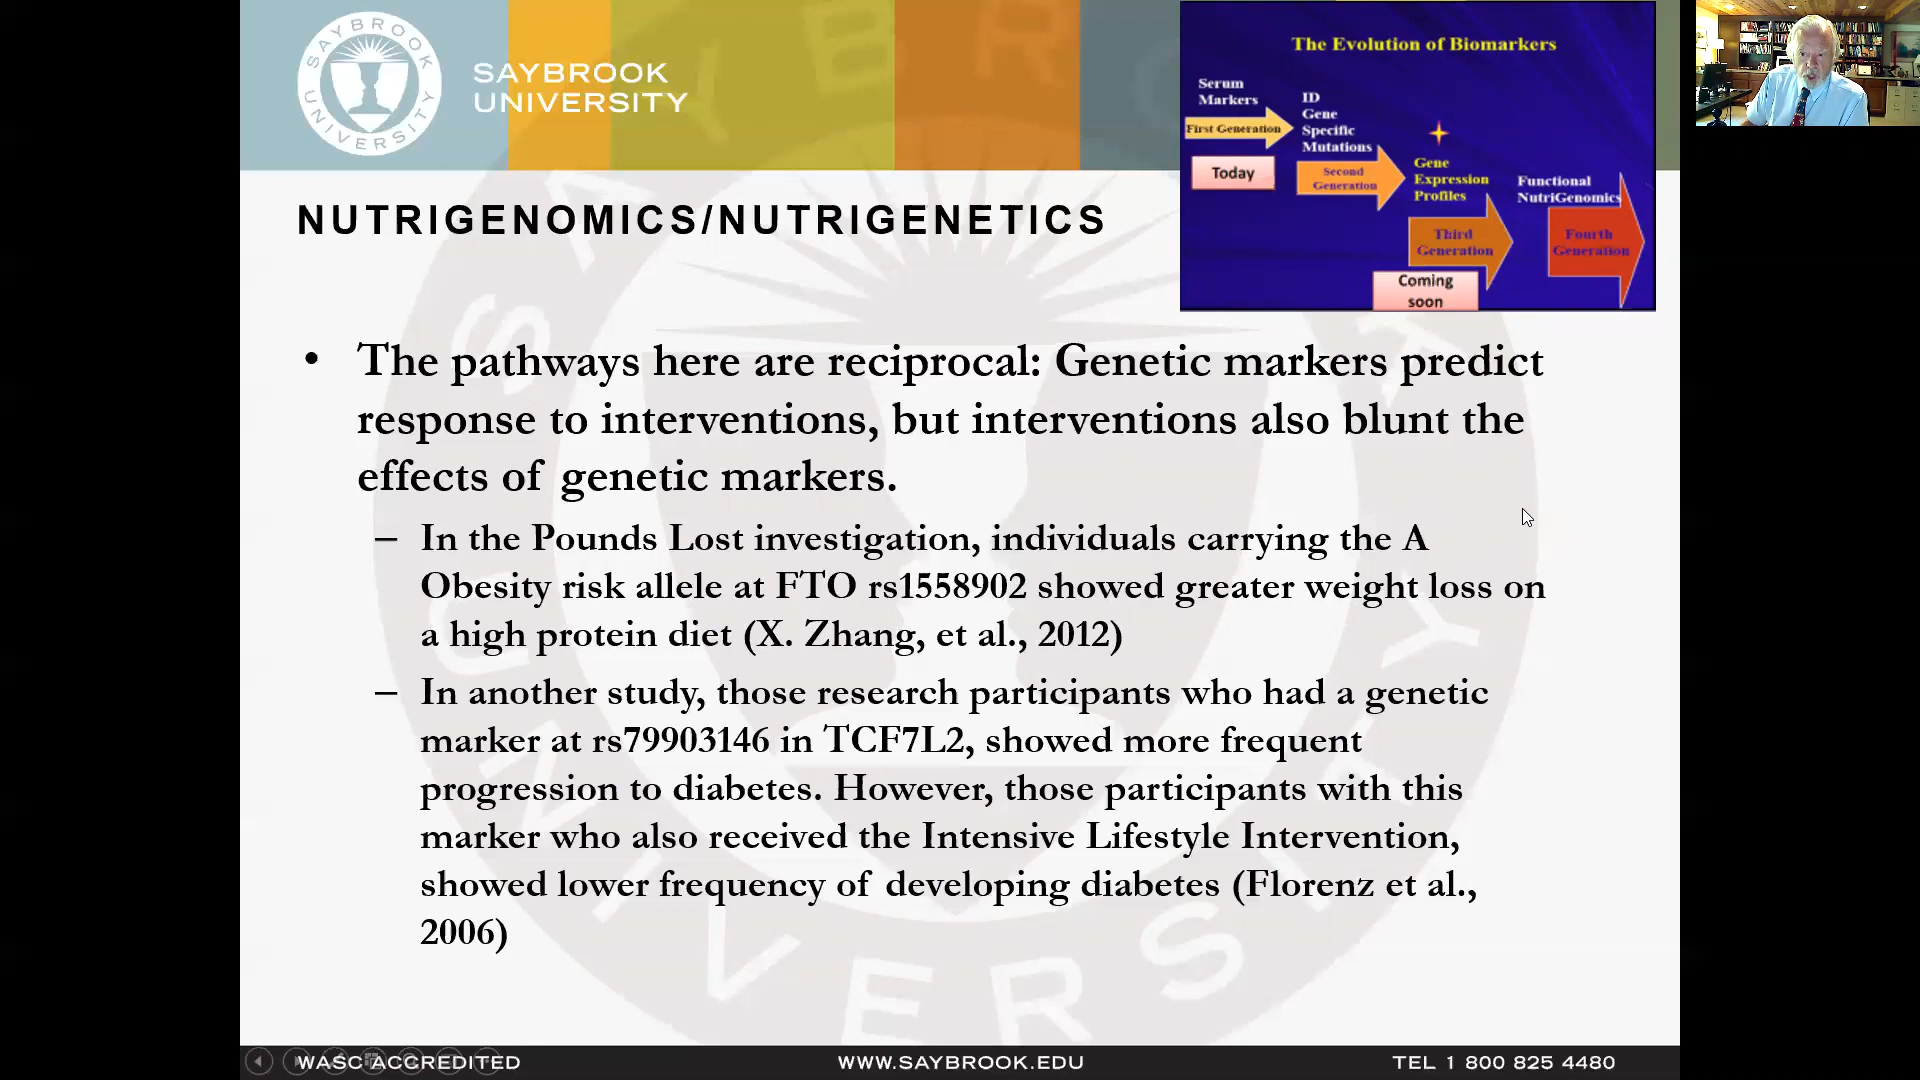 SAYBROOK
UNIVERSITY
SAYBROOK
UNIVERSITY
The Evolution of Biomarkers
Serum
Markers
First Generation
Today
ID
Gene
Specific
Mutations
Second
Generation
Gene
Expression
Profiles
Third
Generation
Coming
soon
Functional
NutriGenomics
Fourth
Generation
NUTRIGENOMICS/NUTRIGENETICS
• The pathways here are reciprocal: Genetic markers predict
response to interventions, but interventions also blunt the
effects of genetic markers.
– In the Pounds Lost investigation, individuals carrying the A
Obesity risk allele at FTO rs1558902 showed greater weight loss on
a high protein diet (X. Zhang, et al., 2012)
– In another study, those research participants who had a genetic
marker at rs79903146 in TCF7L2, showed more frequent
progression to diabetes. However, those participants with this
marker who also received the Intensive Lifestyle Intervention,
showed lower frequency of developing diabetes (Florenz et al.,
2006)
WASC ACCREDITED
WWW.SAYBROOK.EDU
TEL 1 800 825 4480